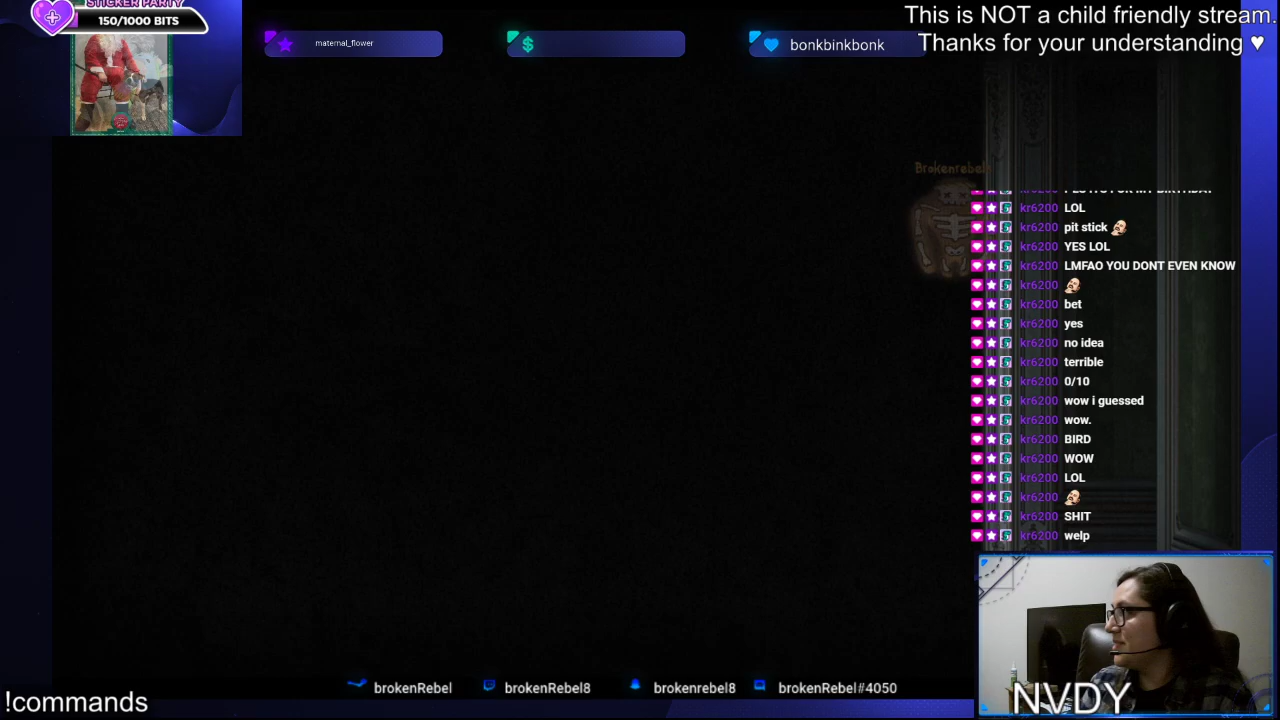 STICKER PARTY
150/1000 BITS
maternal_flower
$
bonkbinkbonk
This is NOT a child friendly stream.
Thanks for your understanding ♥
Brokenrebel
kr6200 LOL
kr6200 pit stick
kr6200 YES LOL
kr6200 LMFAO YOU DONT EVEN KNOW
kr6200
kr6200 bet
kr6200 yes
kr6200 no idea
kr6200 terrible
kr6200 0/10
kr6200 wow i guessed
kr6200 wow.
kr6200 BIRD
kr6200 WOW
kr6200 LOL
kr6200
kr6200 SHIT
kr6200 welp
NVDY
brokenRebel
brokenRebel8
brokenrebel8
brokenRebel#4050
!commands